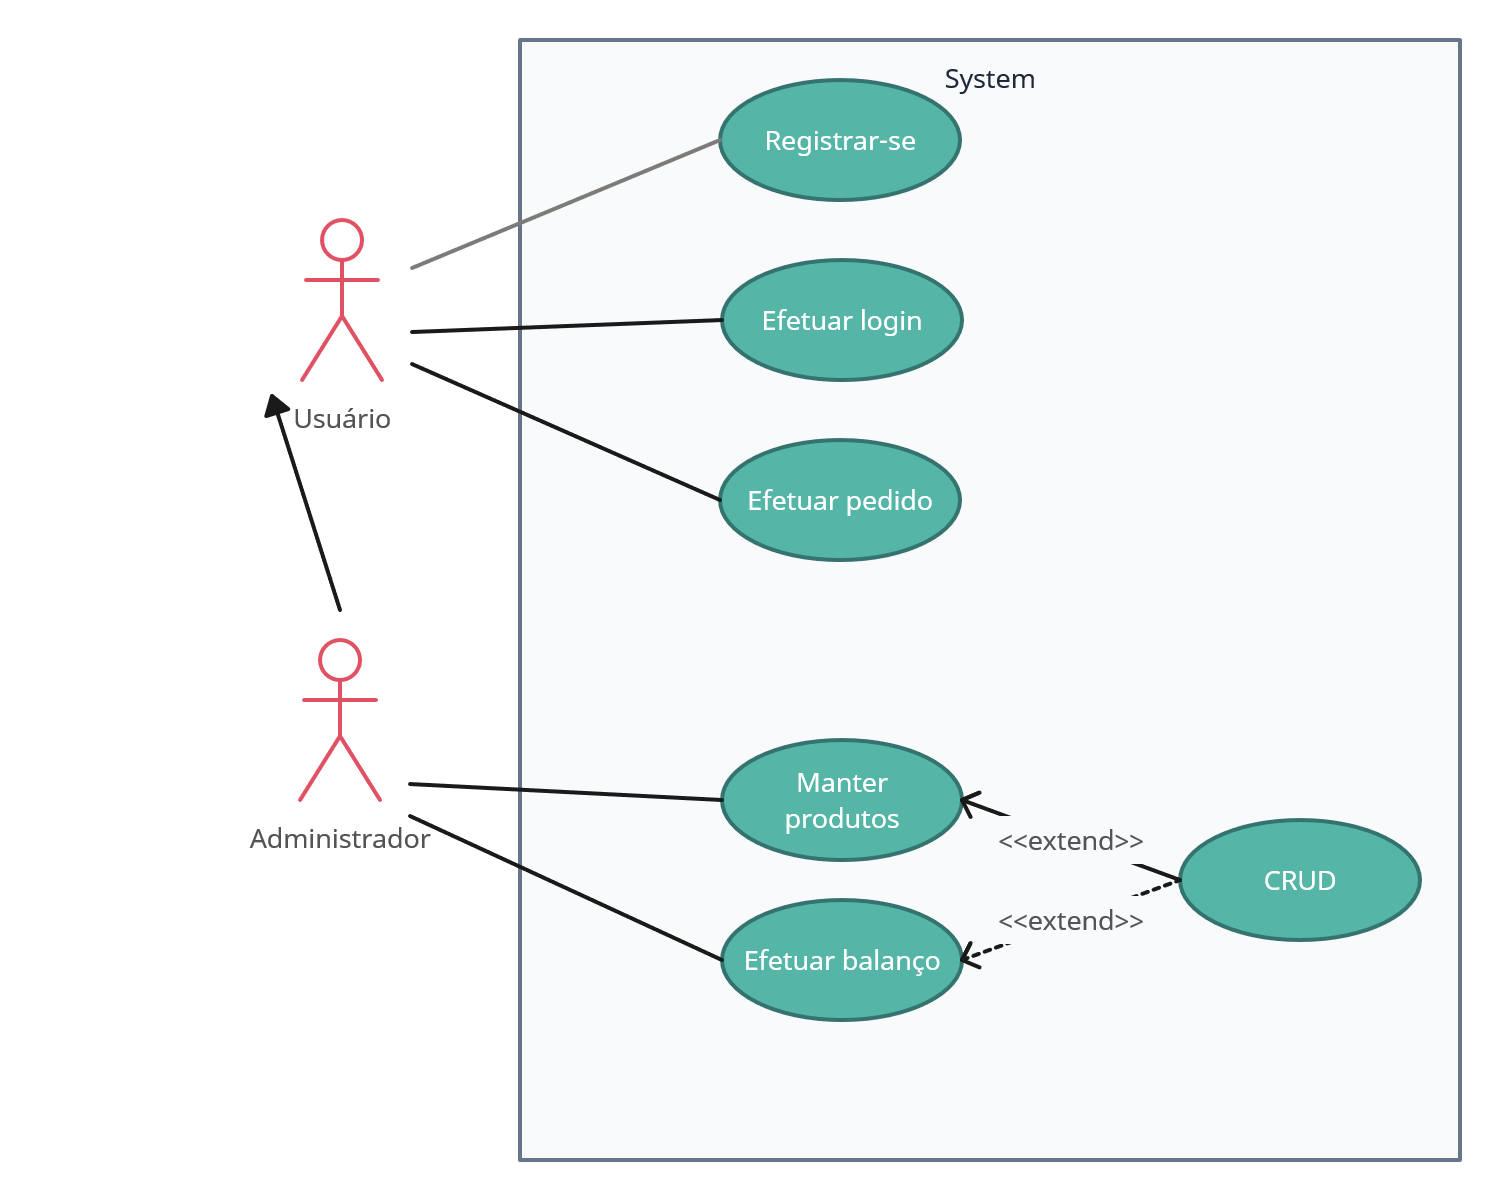 System
Registrar-se
Efetuar login
Usuário
Efetuar pedido
Manter
produtos
Administrador
<<extend>>
CRUD
<<extend>>
Efetuar balanço